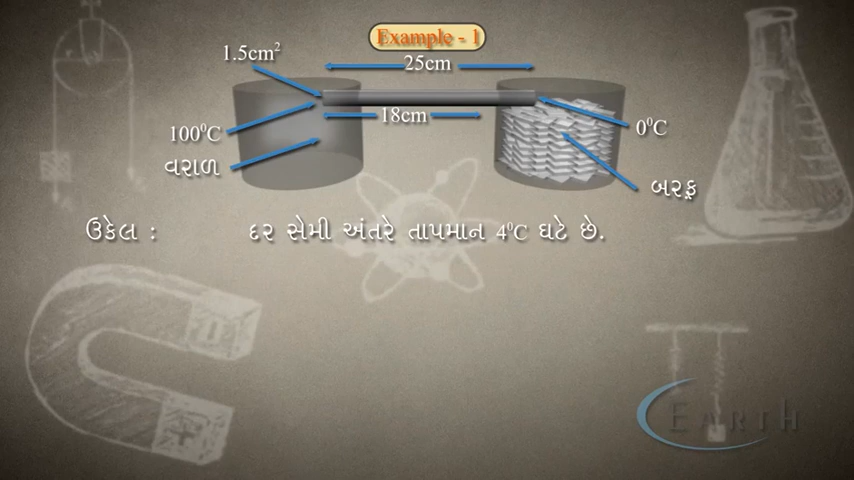 Example - 1
1.5cm²
25cm
18cm
100⁰C
0⁰C
વરાળ
બરફ
ઉકેલ : દર સેમી અંતરે તાપમાન 4⁰C ઘટે છે.
EARTH